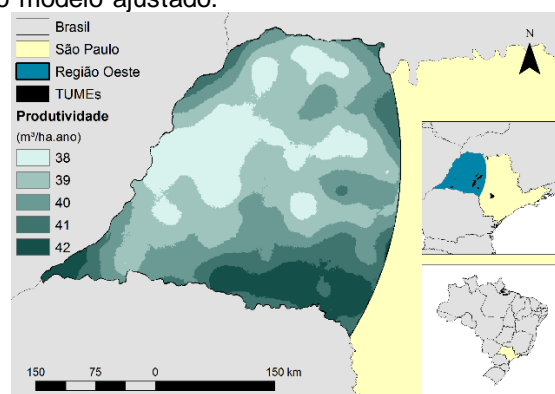 o modelo ajustado.
Brasil
São Paulo
Região Oeste
TUMEs
Produtividade
(m³/ha.ano)
38
39
40
41
42
N
150 75 0 150 km